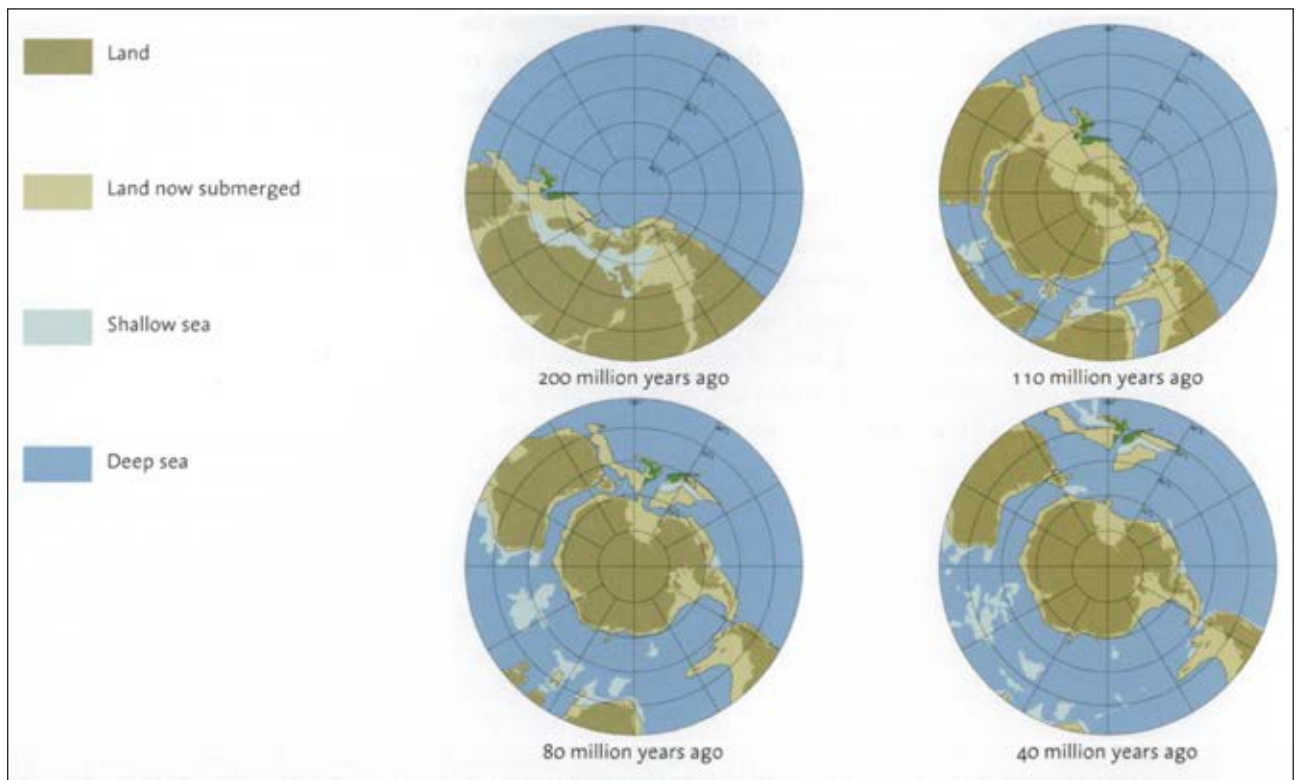 Land
Land now submerged
Shallow sea
Deep sea
200 million years ago
110 million years ago
80 million years ago
40 million years ago